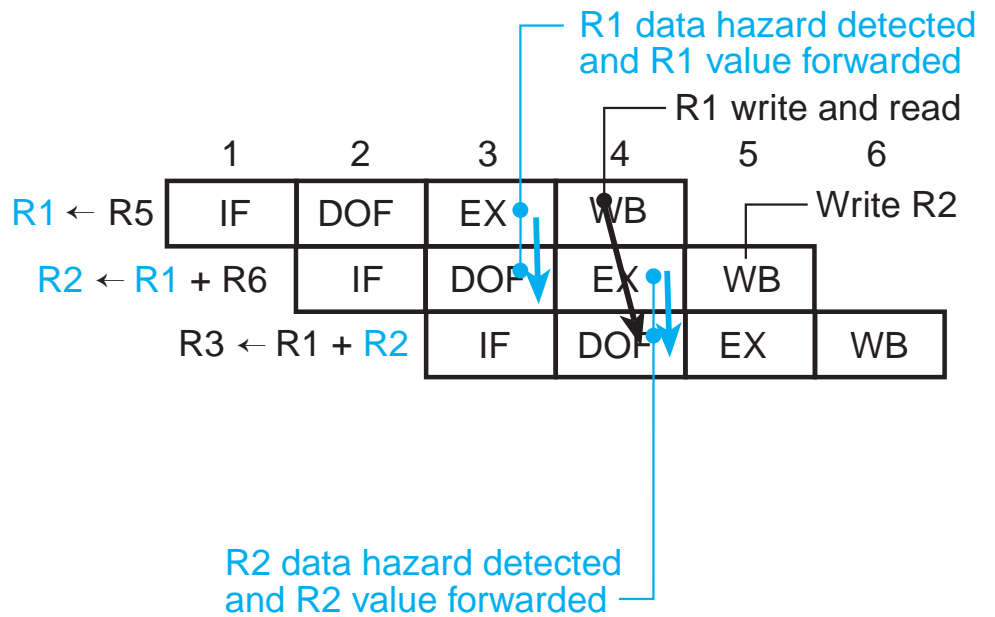 R1 data hazard detected
and R1 value forwarded
R1 write and read
1 2 3 4 5 6
R1 ← R5 IF DOF EX WB Write R2
R2 ← R1 + R6 IF DOF EX WB
R3 ← R1 + R2 IF DOF EX WB
R2 data hazard detected
and R2 value forwarded